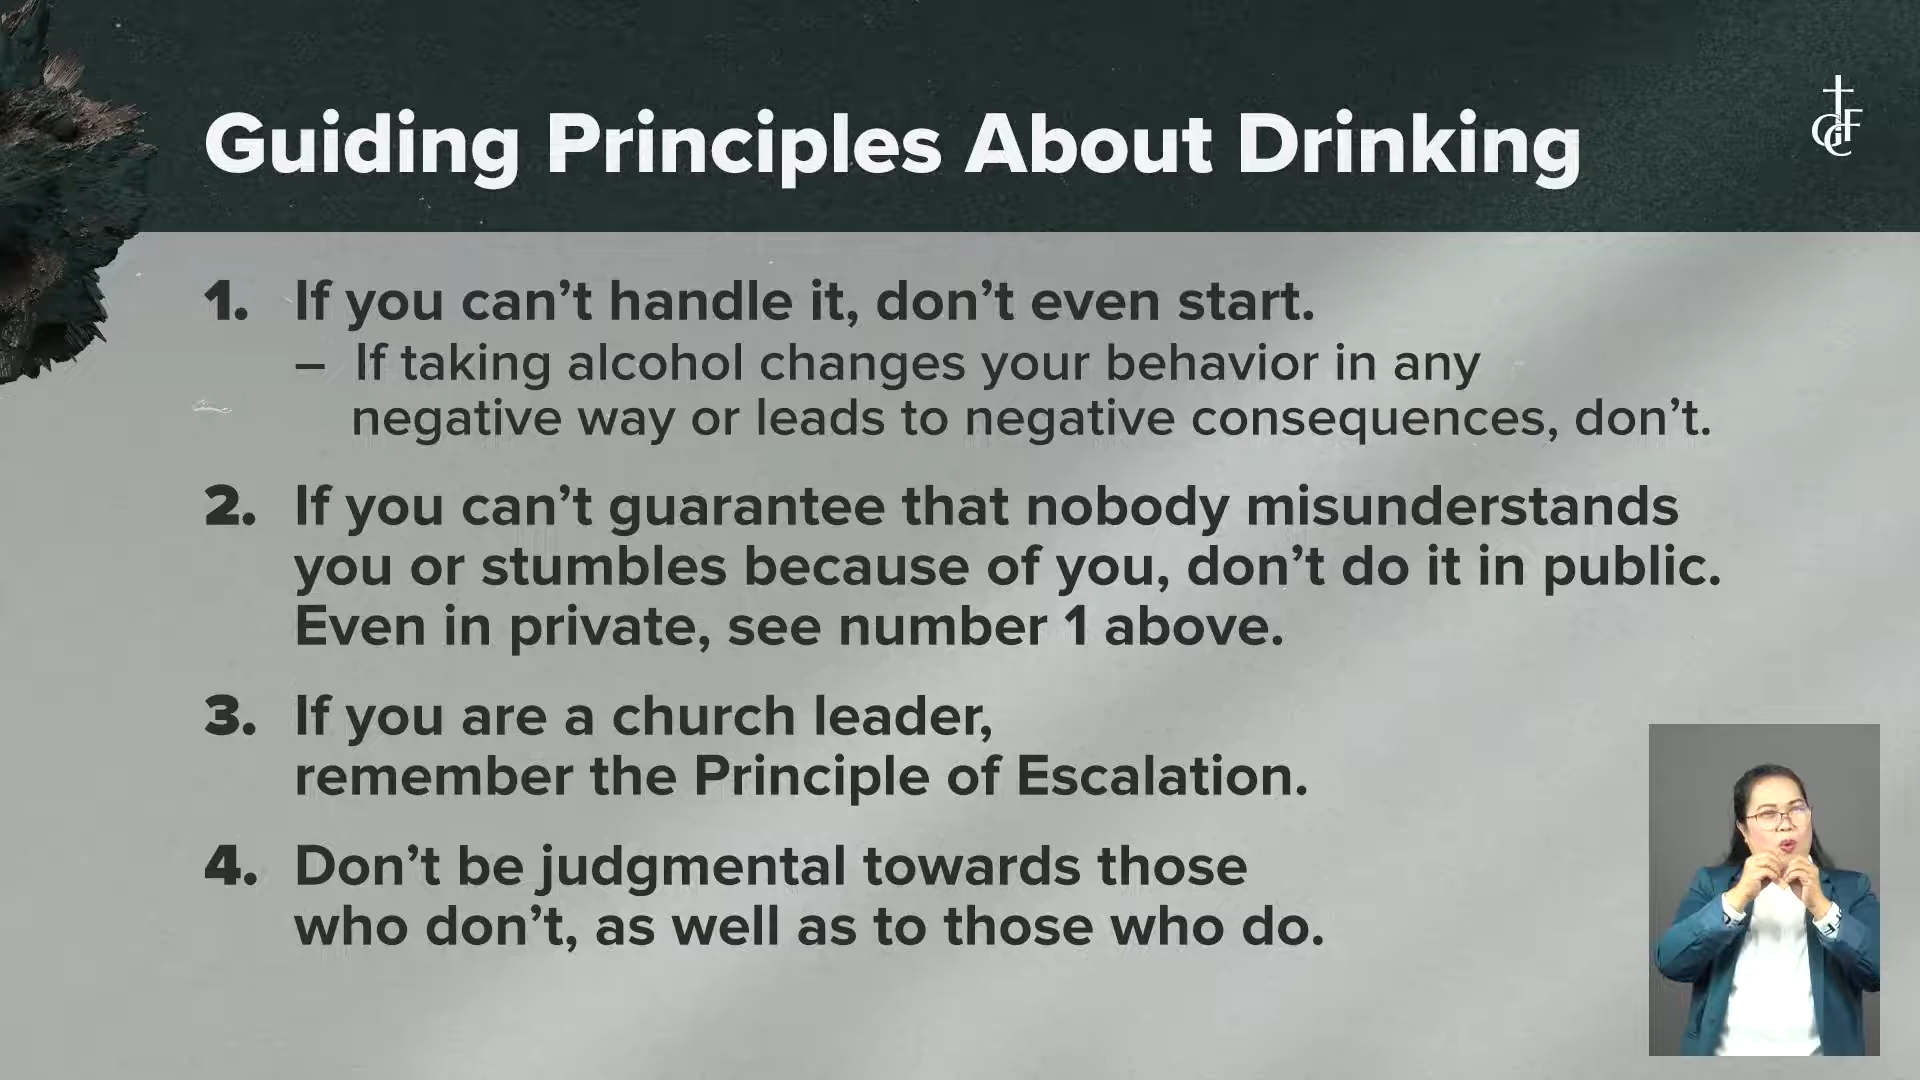 Guiding Principles About Drinking
1. If you can’t handle it, don’t even start.
– If taking alcohol changes your behavior in any
negative way or leads to negative consequences, don’t.
2. If you can’t guarantee that nobody misunderstands
you or stumbles because of you, don’t do it in public.
Even in private, see number 1 above.
3. If you are a church leader,
remember the Principle of Escalation.
4. Don’t be judgmental towards those
who don’t, as well as to those who do.